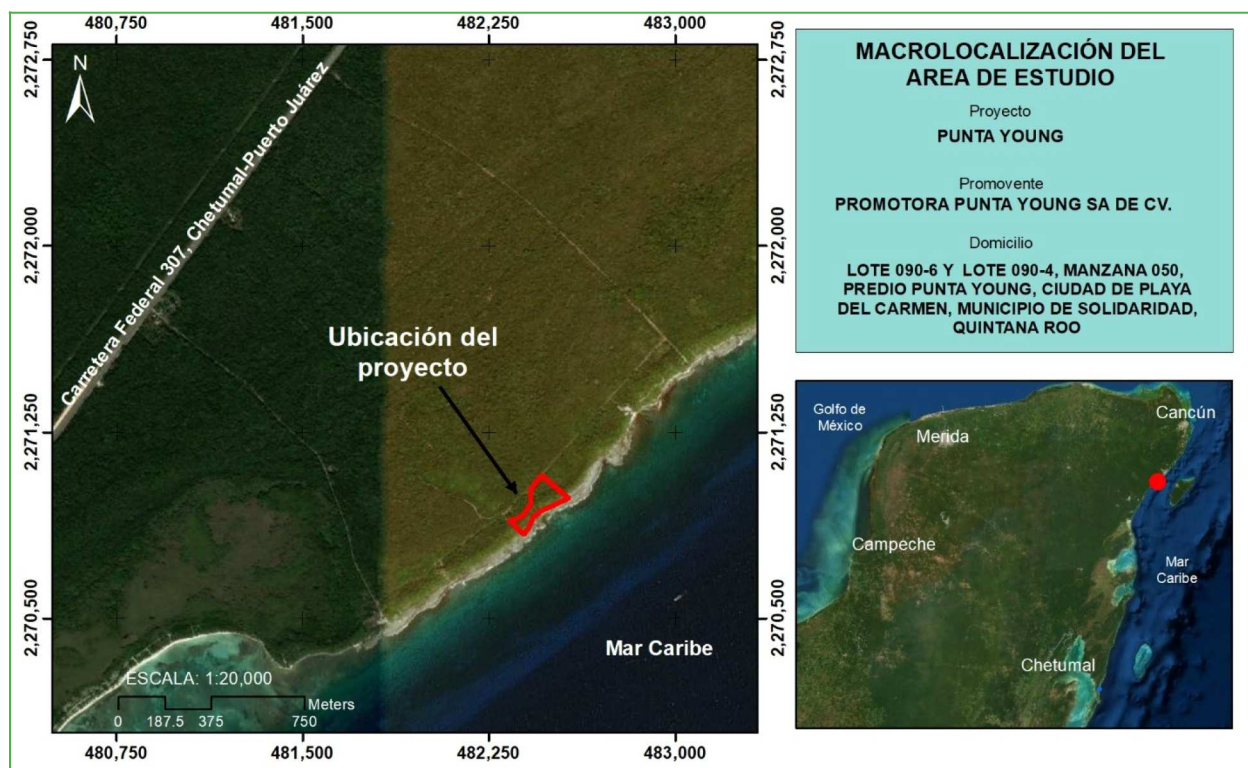 480,750 481,500 482,250 483,000
2,272,750
2,272,000
2,271,250
2,270,500
N
Carretera Federal 307, Chetumal-Puerto Juárez
Ubicación del
proyecto
Mar Caribe
ESCALA: 1:20,000
Meters
0 187.5 375 750
2,272,750
2,272,000
2,271,250
2,270,500
480,750 481,500 482,250 483,000
MACROLOCALIZACIÓN DEL
AREA DE ESTUDIO
Proyecto
PUNTA YOUNG
Promovente
PROMOTORA PUNTA YOUNG SA DE CV.
Domicilio
LOTE 090-6 Y LOTE 090-4, MANZANA 050,
PREDIO PUNTA YOUNG, CIUDAD DE PLAYA
DEL CARMEN, MUNICIPIO DE SOLIDARIDAD,
QUINTANA ROO
Golfo de
México
Merida
Cancún
Campeche
Mar
Caribe
Chetumal